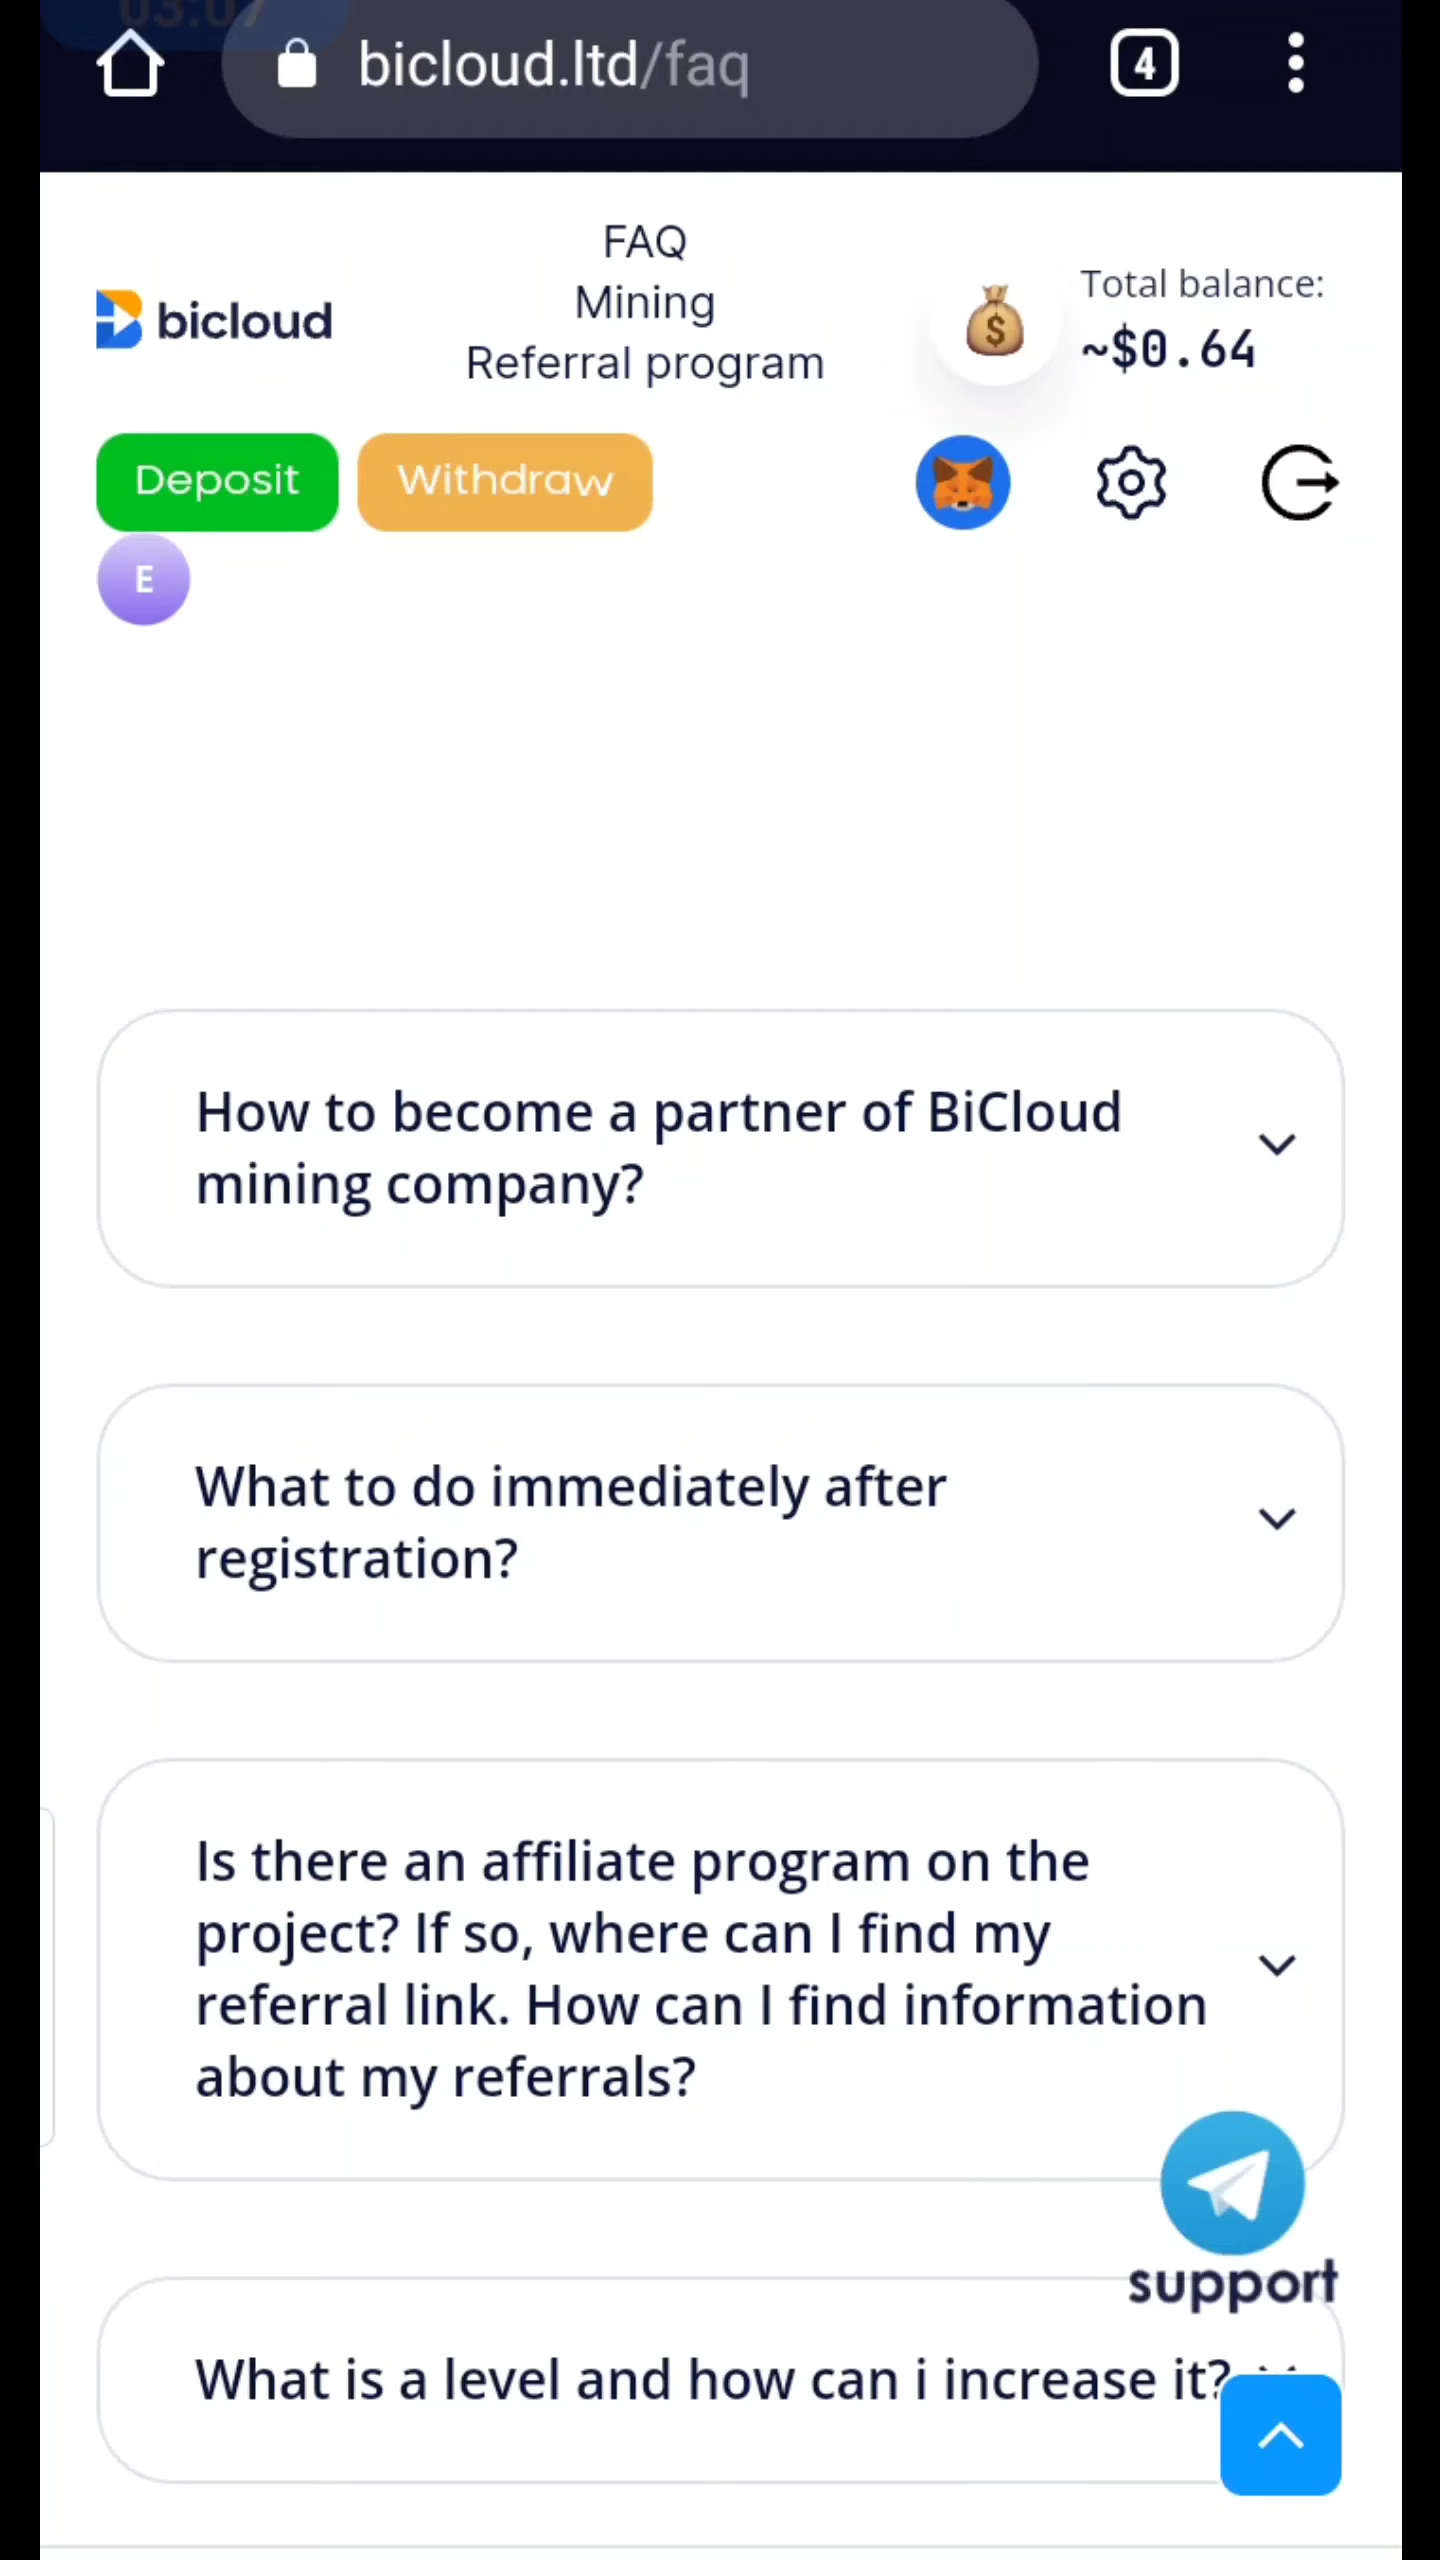 03:07
bicloud.ltd/faq
4
FAQ
Mining
Referral program
bicloud
Total balance:
~$0.64
Deposit
Withdraw
E
How to become a partner of BiCloud
mining company?
What to do immediately after
registration?
Is there an affiliate program on the
project? If so, where can I find my
referral link. How can I find information
about my referrals?
support
What is a level and how can i increase it?